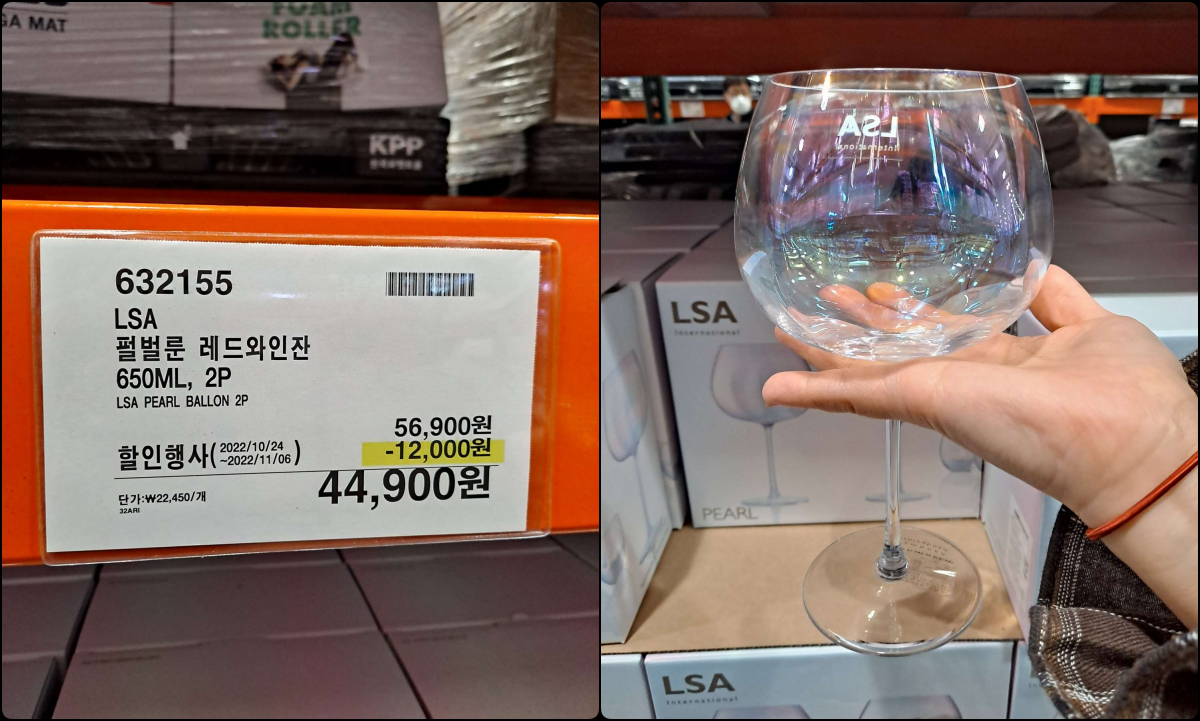 GA MAT
FOAM
ROLLER
KPP
632155
LSA
펄벌룬 레드와인잔
650ML, 2P
LSA PEARL BALLON 2P
56,900원
-12,000원
할인행사(2022/10/24
~2022/11/06)
44,900원
단가:₩22,450/개
32ARI
LSA
International
LSA
International
PEARL
LSA
International